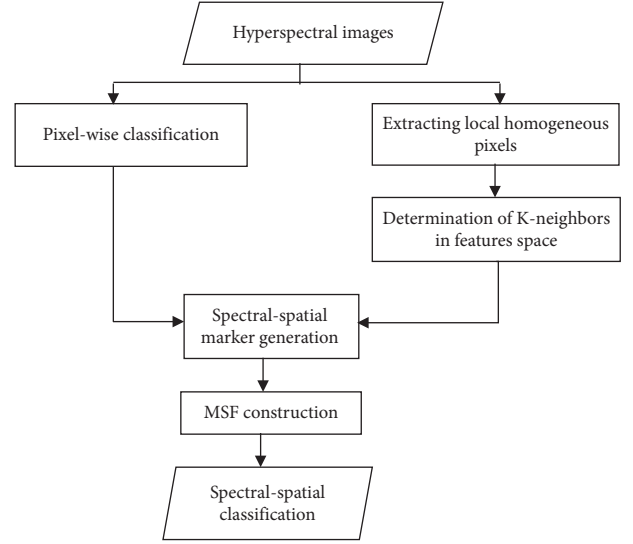 Hyperspectral images
Pixel-wise classification
Extracting local homogeneous
pixels
Determination of K-neighbors
in features space
Spectral-spatial
marker generation
MSF construction
Spectral-spatial
classification